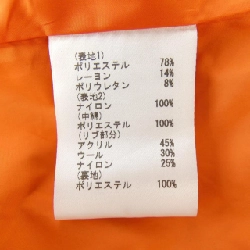 (表地1)
ポリエステル 78%
レーヨン 14%
ポリウレタン 8%
(表地2)
ナイロン 100%
(中綿)
ポリエステル 100%
(リブ部分)
アクリル 45%
ウール 30%
ナイロン 25%
(裏地)
ポリエステル 100%